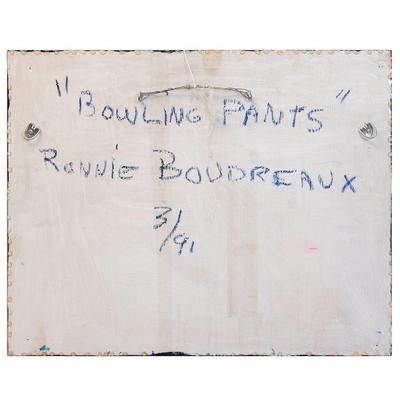 "BOWLING PANTS"
RONNIE BOUDREAUX
3/91